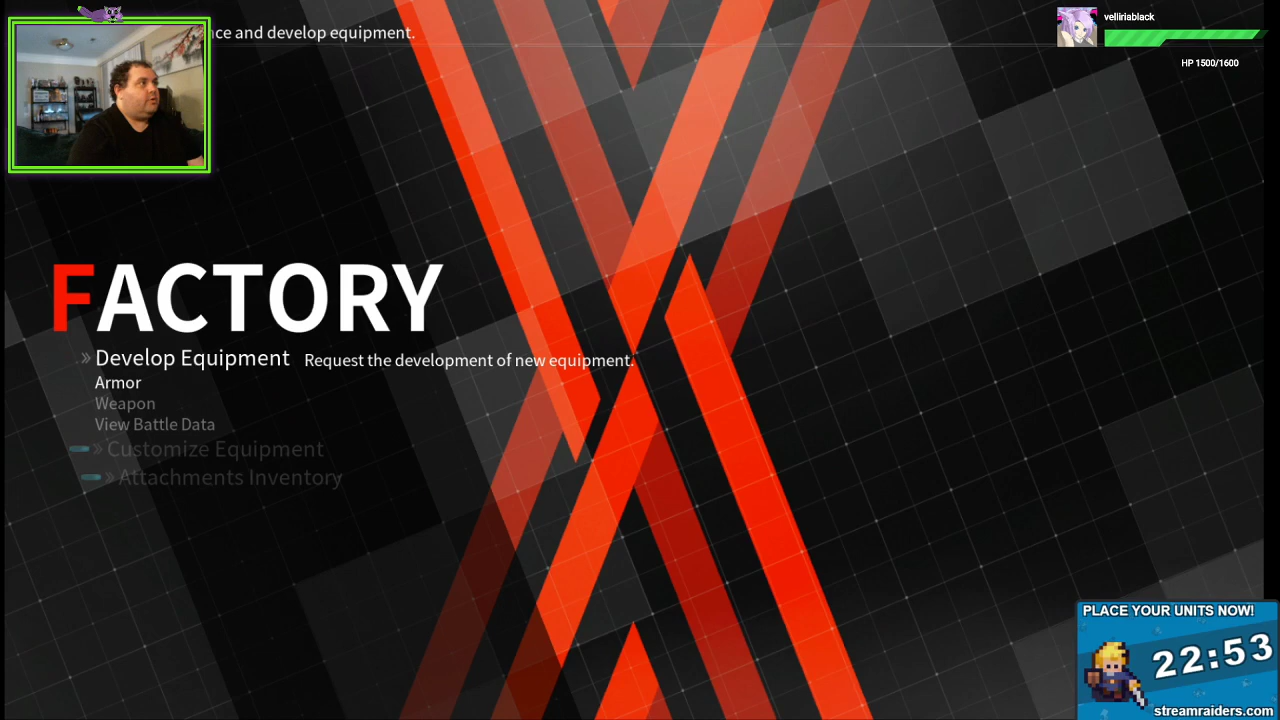 nce and develop equipment.
velliriablack
HP 1500/1600
FACTORY
» Develop Equipment Request the development of new equipment.
Armor
Weapon
View Battle Data
» Customize Equipment
» Attachments Inventory
PLACE YOUR UNITS NOW!
22:53
streamraiders.com